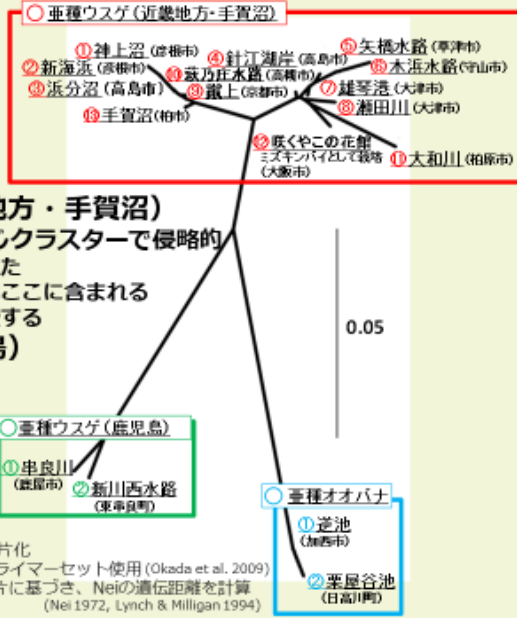 ○ 亜種ウスゲ(近畿地方・手賀沼)
①神上沼(彦根市)
②新海浜(彦根市)
③浜分沼(高島市)
④針江湖岸(高島市)
⑤矢橋水路(草津市)
⑥木浜水路(守山市)
⑦雄琴港(大津市)
⑧瀬田川(大津市)
⑩萩乃庄水路(高槻市)
⑬手賀沼(柏市)
⑫咲くやこの花館
ミズキンバイとして栽培
(大阪市)
⑪大和川(柏原市)
地方・手賀沼)
クラスターで侵略的
た
ここに含まれる
する
島)
0.05
○亜種ウスゲ(鹿児島)
①串良川
(鹿屋市)
②新川西水路
(東串良町)
○ 亜種オオバナ
①逆池
(加西市)
②栗屋谷池
(日高川町)
片化
ライマーセット使用(Okada et al. 2009)
片に基づき、Neiの遺伝距離を計算
(Nei 1972, Lynch & Milligan 1994)